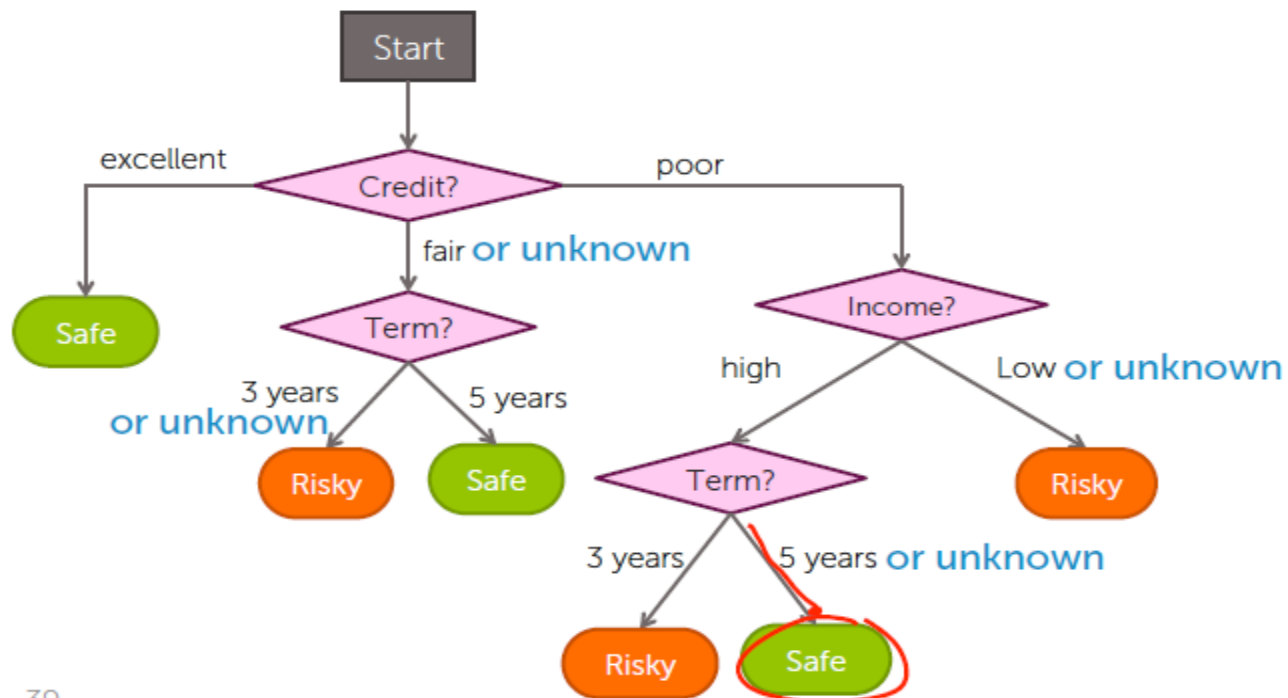 Start
excellent
Credit?
poor
fair or unknown
Safe
Term?
Income?
3 years
or unknown
5 years
high
Low or unknown
Risky
Safe
Term?
Risky
3 years
5 years or unknown
Risky
Safe